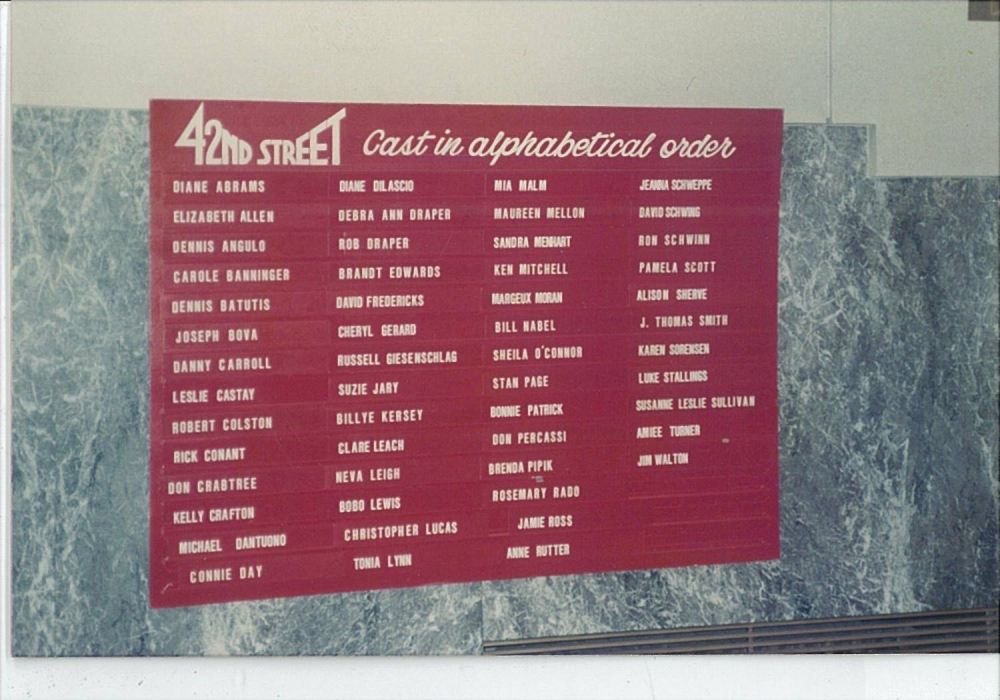 42ND STREET Cast in alphabetical order
DIANE ABRAMS
ELIZABETH ALLEN
DENNIS ANGULO
CAROLE BANNINGER
DENNIS BATUTIS
JOSEPH BOVA
DANNY CARROLL
LESLIE CASTAY
ROBERT COLSTON
RICK CONANT
DON CRABTREE
KELLY CRAFTON
MICHAEL DANTUONO
CONNIE DAY
DIANE DILASCIO
DEBRA ANN DRAPER
ROB DRAPER
BRANDT EDWARDS
DAVID FREDERICKS
CHERYL GERARD
RUSSELL GIESENSCHLAG
SUZIE JARY
BILLYE KERSEY
CLARE LEACH
NEVA LEIGH
BOBO LEWIS
CHRISTOPHER LUCAS
TONIA LYNN
MIA MALM
MAUREEN MELLON
SANDRA MENHART
KEN MITCHELL
MARGEUX MORAN
BILL NABEL
SHEILA O'CONNOR
STAN PAGE
BONNIE PATRICK
DON PERCASSI
BRENDA PIPIK
ROSEMARY RADO
JAMIE ROSS
ANNE RUTTER
JEANNA SCHWEPPE
DAVID SCHWING
RON SCHWINN
PAMELA SCOTT
ALISON SHERVE
J. THOMAS SMITH
KAREN SORENSEN
LUKE STALLINGS
SUSANNE LESLIE SULLIVAN
AMIEE TURNER
JIM WALTON